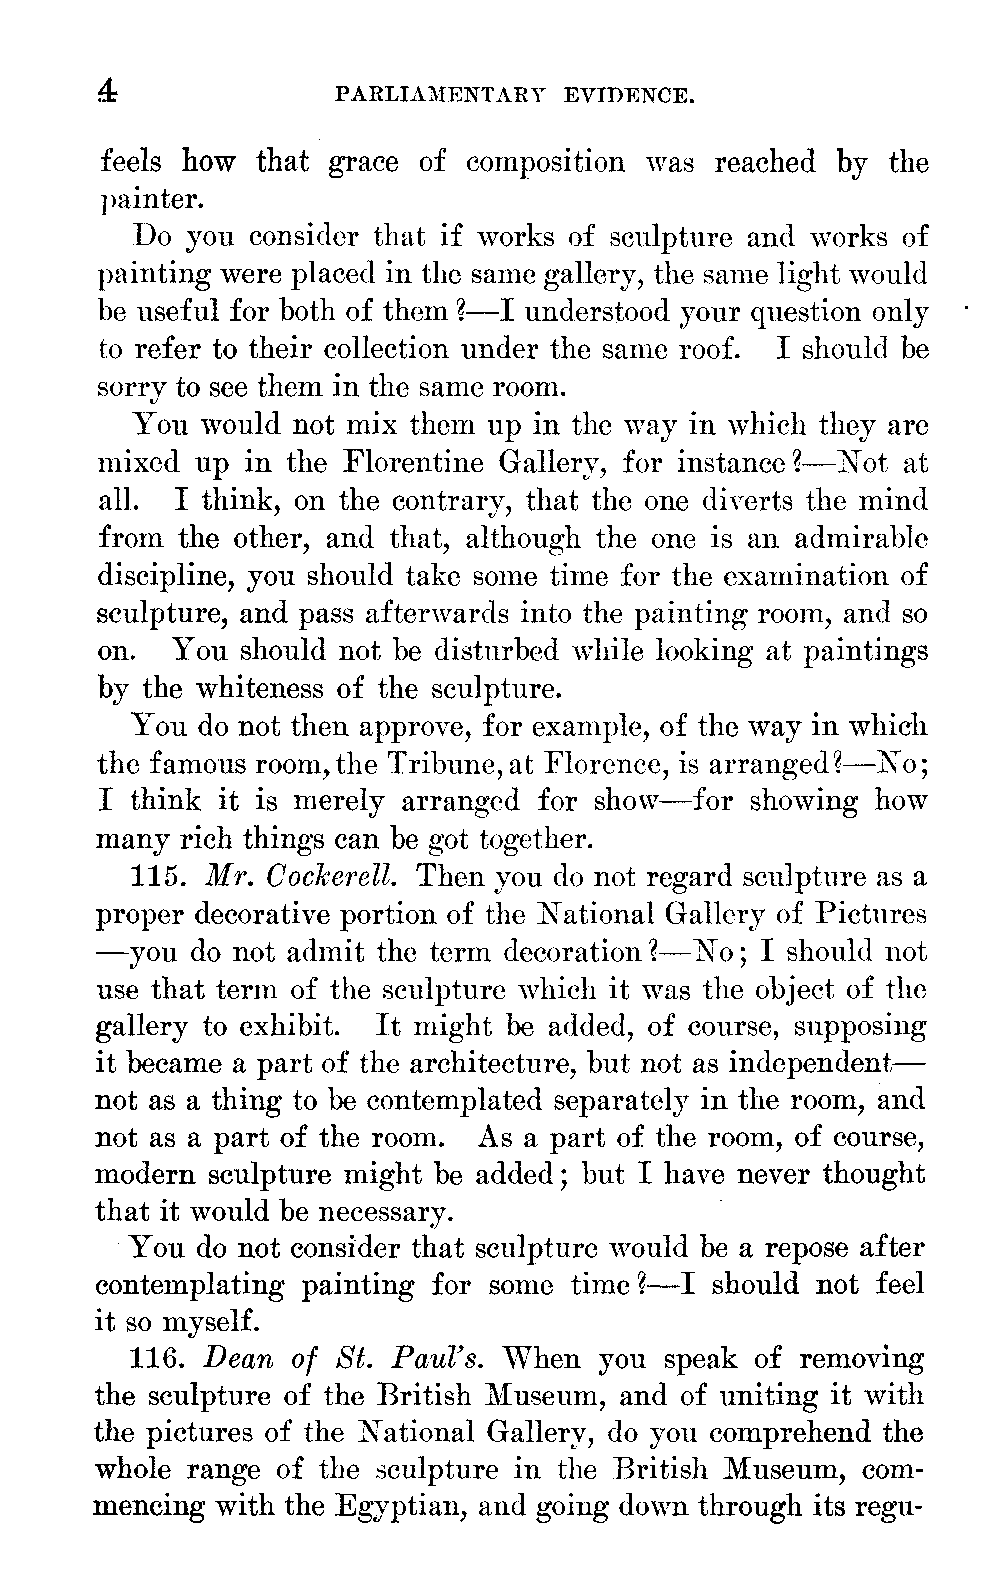 4 PARLIAMENTARY EVIDENCE.
feels how that grace of composition was reached by the
painter.
Do you consider that if works of sculpture and works of
painting were placed in the same gallery, the same light would
be useful for both of them?—I understood your question only
to refer to their collection under the same roof. I should be
sorry to see them in the same room.
You would not mix them up in the way in which they are
mixed up in the Florentine Gallery, for instance?—Not at
all. I think, on the contrary, that the one diverts the mind
from the other, and that, although the one is an admirable
discipline, you should take some time for the examination of
sculpture, and pass afterwards into the painting room, and so
on. You should not be disturbed while looking at paintings
by the whiteness of the sculpture.
You do not then approve, for example, of the way in which
the famous room, the Tribune, at Florence, is arranged?—No;
I think it is merely arranged for show—for showing how
many rich things can be got together.
115. Mr. Cockerell. Then you do not regard sculpture as a
proper decorative portion of the National Gallery of Pictures
—you do not admit the term decoration?—No; I should not
use that term of the sculpture which it was the object of the
gallery to exhibit. It might be added, of course, supposing
it became a part of the architecture, but not as independent—
not as a thing to be contemplated separately in the room, and
not as a part of the room. As a part of the room, of course,
modern sculpture might be added; but I have never thought
that it would be necessary.
You do not consider that sculpture would be a repose after
contemplating painting for some time?—I should not feel
it so myself.
116. Dean of St. Paul's. When you speak of removing
the sculpture of the British Museum, and of uniting it with
the pictures of the National Gallery, do you comprehend the
whole range of the sculpture in the British Museum, com-
mencing with the Egyptian, and going down through its regu-